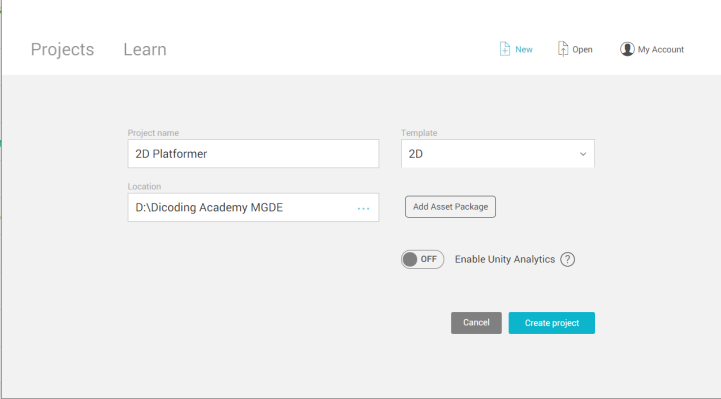 Projects Learn New Open My Account
Project name Template
2D Platformer 2D
Location
D:\Dicoding Academy MGDE ... Add Asset Package
OFF Enable Unity Analytics ?
Cancel Create project